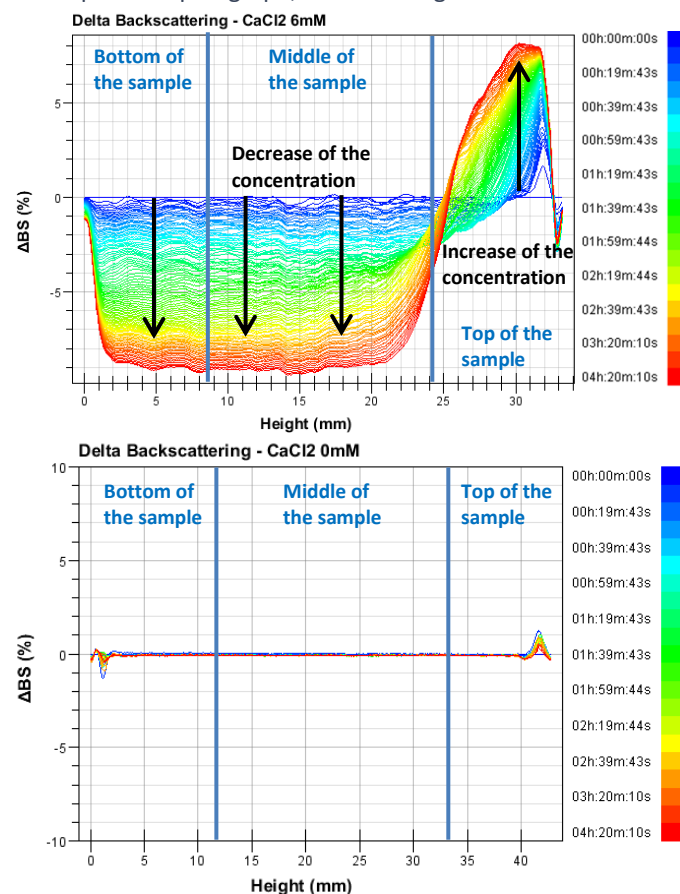 Delta Backscattering - CaCl2 6mM
Bottom of
the sample
Middle of
the sample
Decrease of the
concentration
Increase of the
concentration
Top of the
sample
ΔBS (%)
5
0
-5
0
5
10
15
20
25
30
Height (mm)
00h:00m:00s
00h:19m:43s
00h:39m:43s
00h:59m:43s
01h:19m:43s
01h:39m:43s
01h:59m:44s
02h:19m:44s
02h:39m:43s
03h:20m:10s
04h:20m:10s
Delta Backscattering - CaCl2 0mM
Bottom of
the sample
Middle of
the sample
Top of the
sample
ΔBS (%)
10
5
0
-5
-10
0
5
10
15
20
25
30
35
40
Height (mm)
00h:00m:00s
00h:19m:43s
00h:39m:43s
00h:59m:43s
01h:19m:43s
01h:39m:43s
01h:59m:44s
02h:19m:44s
02h:39m:43s
03h:20m:10s
04h:20m:10s